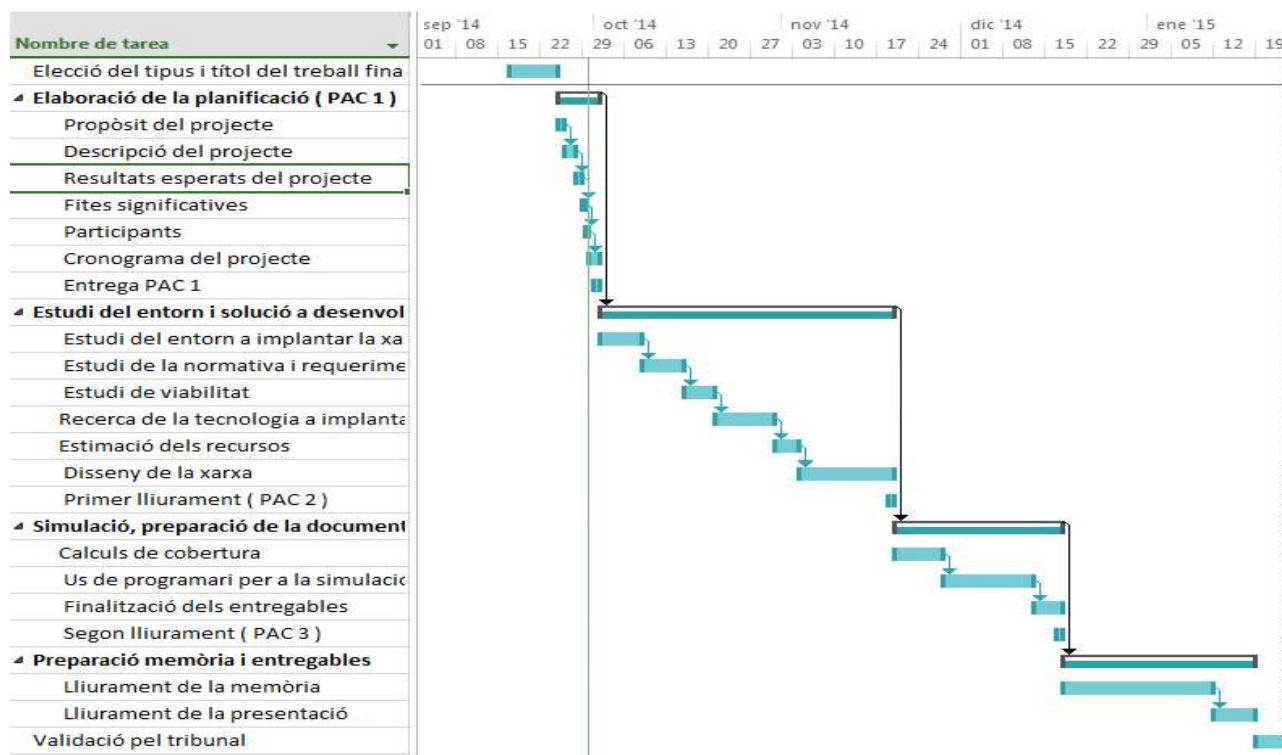 sep '14 oct '14 nov '14 dic '14 ene '15
Nombre de tarea 01 08 15 22 29 06 13 20 27 03 10 17 24 01 08 15 22 29 05 12 19
Elecció del tipus i títol del treball fina
Elaboració de la planificació ( PAC 1 )
Propòsit del projecte
Descripció del projecte
Resultats esperats del projecte
Fites significatives
Participants
Cronograma del projecte
Entrega PAC 1
Estudi del entorn i solució a desenvol
Estudi del entorn a implantar la xa
Estudi de la normativa i requerime
Estudi de viabilitat
Recerca de la tecnologia a implanta
Estimació dels recursos
Disseny de la xarxa
Primer lliurament ( PAC 2 )
Simulació, preparació de la document
Calculs de cobertura
Us de programari per a la simulacio
Finalització dels entregables
Segon lliurament ( PAC 3 )
Preparació memòria i entregables
Lliurament de la memòria
Lliurament de la presentació
Validació pel tribunal